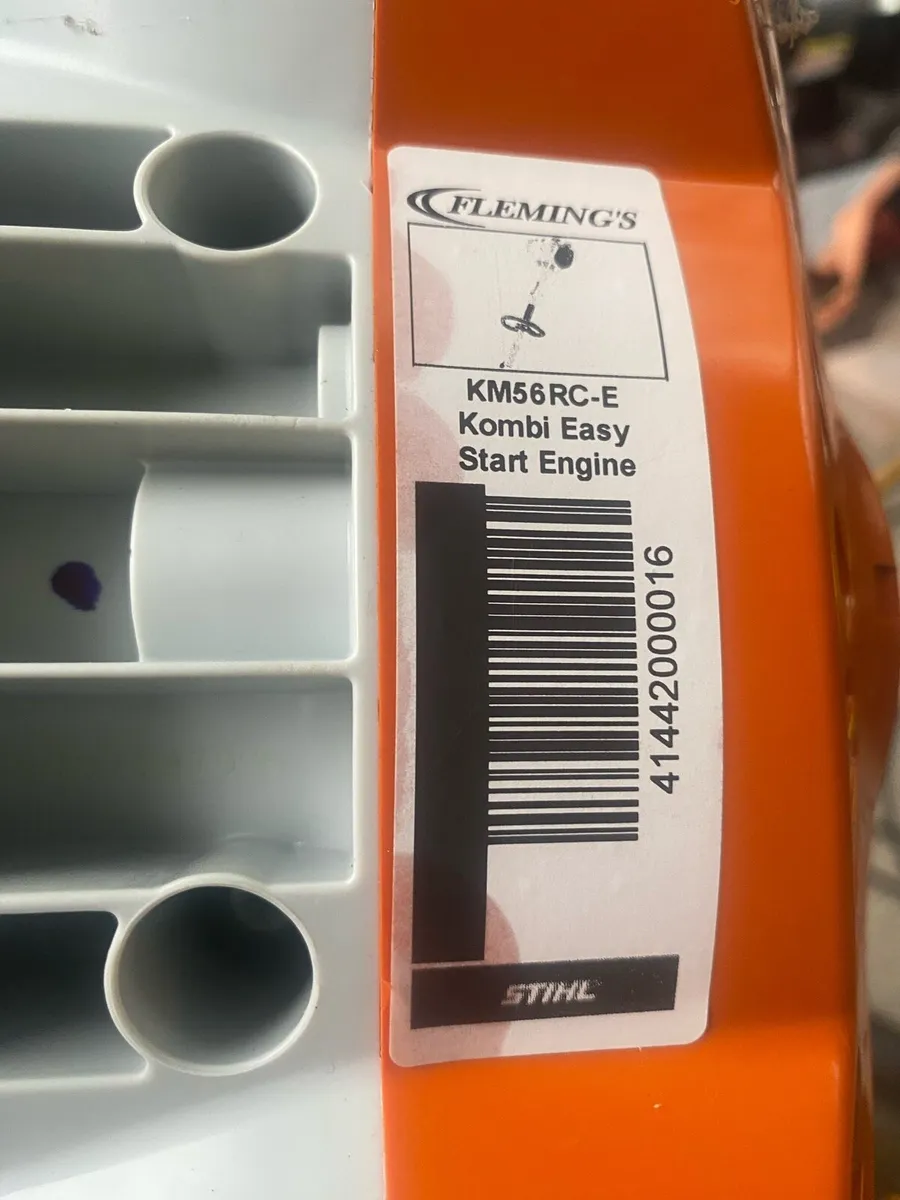 FLEMING'S
KM56RC-E
Kombi Easy
Start Engine
41442000016
STIHL